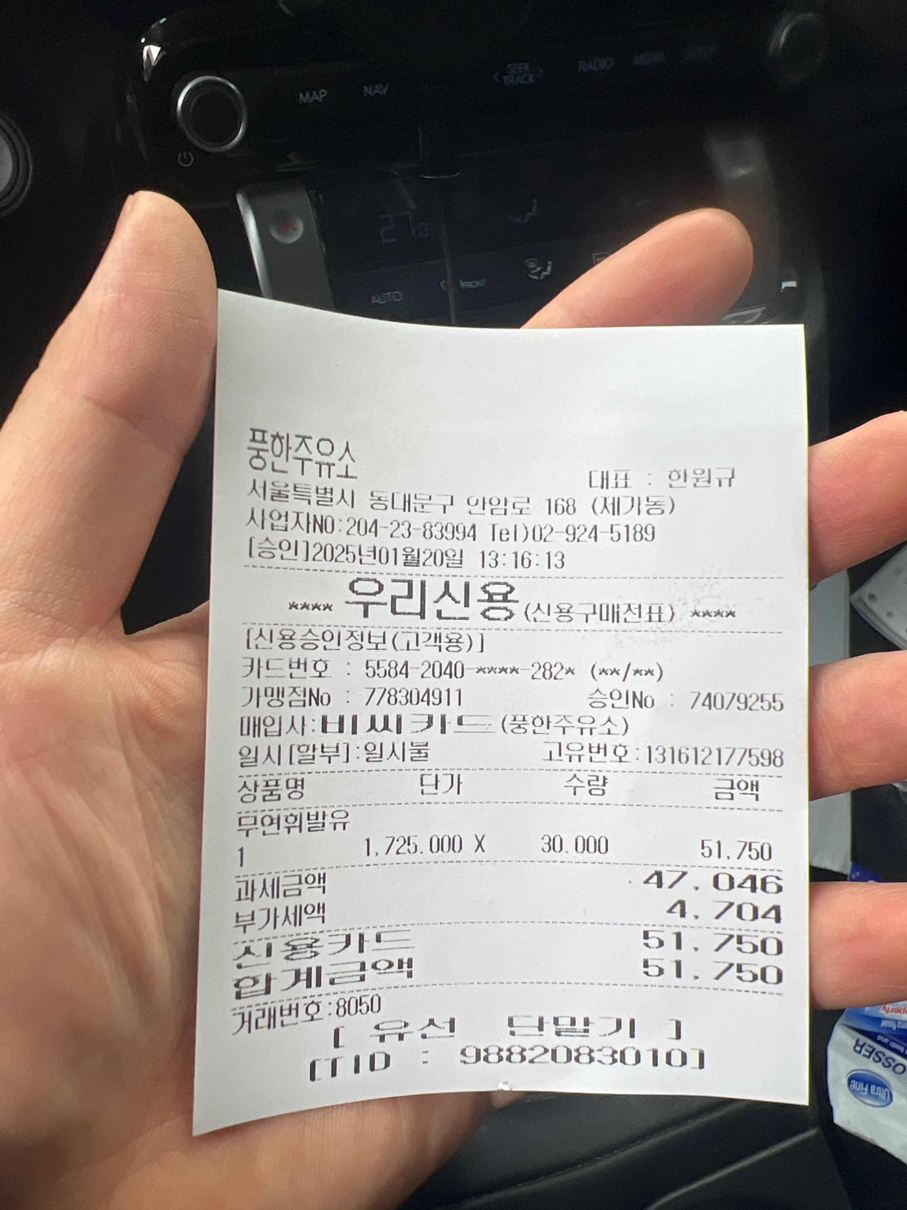 MAP NAV SEEK TRACK RADIO MEDIA SETUP
27.0
AUTO FRONT
풍한주유소
대표 : 한원규
서울특별시 동대문구 안암로 168 (제기동)
사업자NO:204-23-83994 Tel)02-924-5189
[승인]2025년01월20일 13:16:13
**** 우리신용(신용구매전표) ****
[신용승인정보(고객용)]
카드번호 : 5584-2040-****-282* (**/**)
가맹점No : 778304911 승인No : 74079255
매입사:비씨카드(풍한주유소)
일시[할부]:일시불 고유번호:131612177598
상품명 단가 수량 금액
무연휘발유
1 1,725.000 X 30.000 51,750
과세금액 47,046
부가세액 4,704
신용카드 51,750
합계금액 51,750
거래번호:8050
[ 유선 단말기 ]
[TID : 9882083010]
Ultra Fine